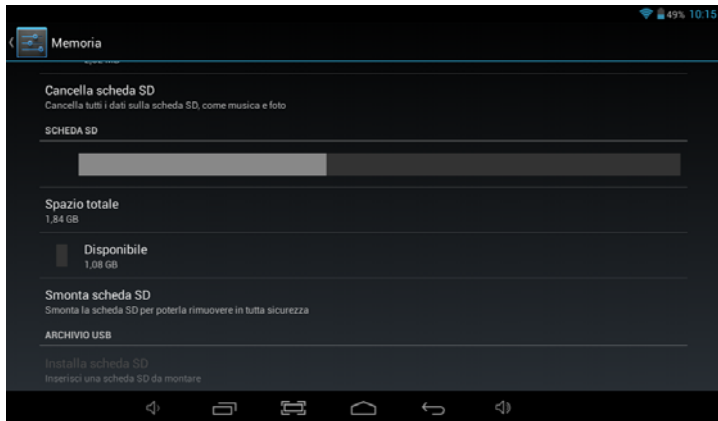 49% 10:15
Memoria
Cancella scheda SD
Cancella tutti i dati sulla scheda SD, come musica e foto
SCHEDA SD
Spazio totale
1,84 GB
Disponibile
1,08 GB
Smonta scheda SD
Smonta la scheda SD per poterla rimuovere in tutta sicurezza
ARCHIVIO USB
Installa scheda SD
Inserisci una scheda SD da montare